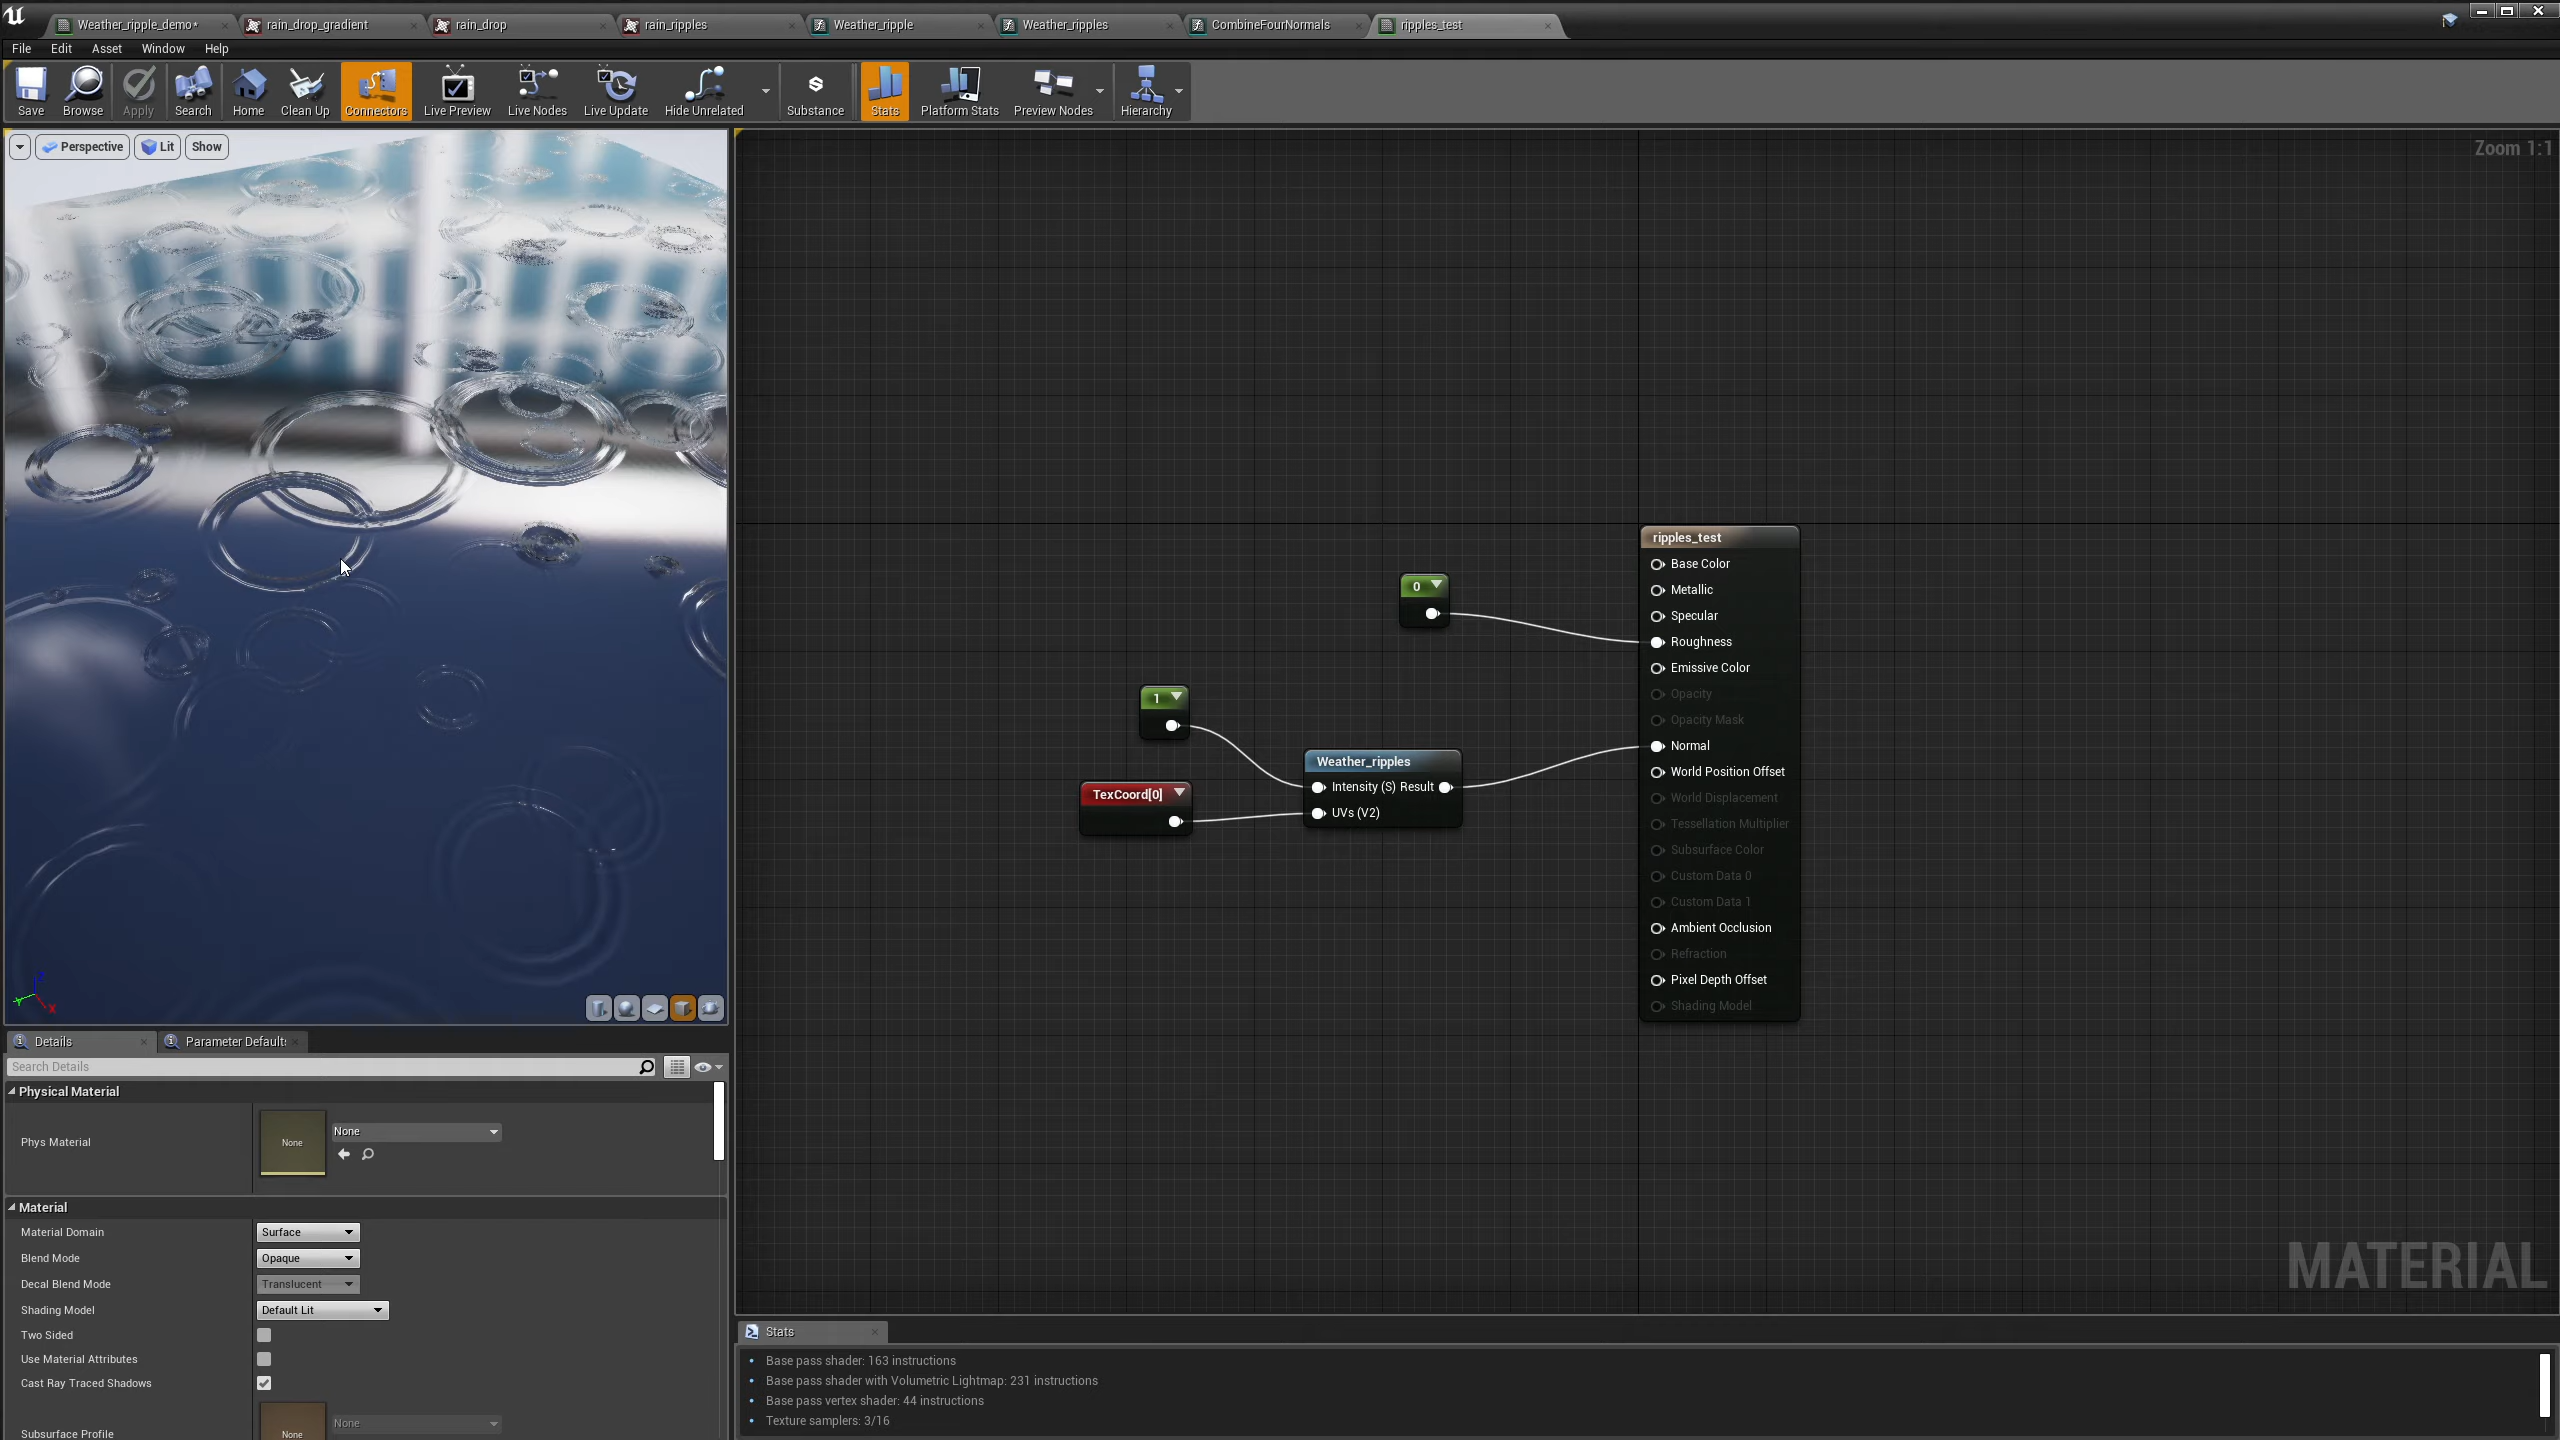 Weather_ripple_demo*
rain_drop_gradient
rain_drop
rain_ripples
Weather_ripple
Weather_ripples
CombineFourNormals
ripples_test
File Edit Asset Window Help
Save Browse Apply Search Home Clean Up Connectors Live Preview Live Nodes Live Update Hide Unrelated Substance Stats Platform Stats Preview Nodes Hierarchy
Perspective Lit Show
Zoom 1:1
ripples_test
Base Color
Metallic
Specular
Roughness
Emissive Color
Opacity
Opacity Mask
Normal
World Position Offset
World Displacement
Tessellation Multiplier
Subsurface Color
Custom Data 0
Custom Data 1
Ambient Occlusion
Refraction
Pixel Depth Offset
Shading Model
0
1
TexCoord[0]
Weather_ripples
Intensity (S) Result
UVs (V2)
MATERIAL
Details
Parameter Default
Search Details
Physical Material
Phys Material
None
None
Material
Material Domain Surface
Blend Mode Opaque
Decal Blend Mode Translucent
Shading Model Default Lit
Two Sided
Use Material Attributes
Cast Ray Traced Shadows
Subsurface Profile
None
None
Stats
Base pass shader: 163 instructions
Base pass shader with Volumetric Lightmap: 231 instructions
Base pass vertex shader: 44 instructions
Texture samplers: 3/16